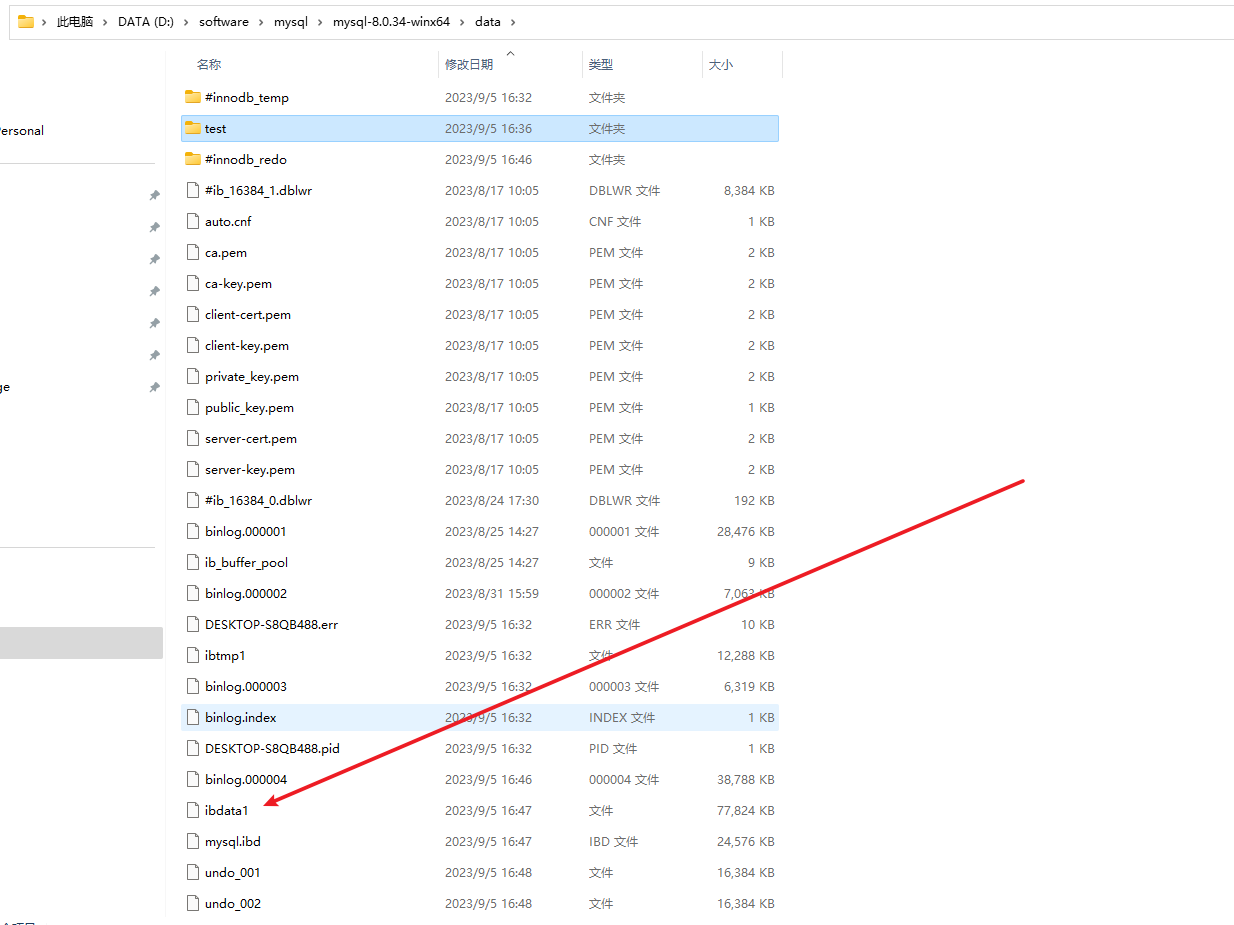 此电脑 > DATA (D:) > software > mysql > mysql-8.0.34-winx64 > data >
名称 修改日期 类型 大小
#innodb_temp 2023/9/5 16:32 文件夹
test 2023/9/5 16:36 文件夹
ersonal
#innodb_redo 2023/9/5 16:46 文件夹
#ib_16384_1.dblwr 2023/8/17 10:05 DBLWR 文件 8,384 KB
auto.cnf 2023/8/17 10:05 CNF 文件 1 KB
ca.pem 2023/8/17 10:05 PEM 文件 2 KB
ca-key.pem 2023/8/17 10:05 PEM 文件 2 KB
client-cert.pem 2023/8/17 10:05 PEM 文件 2 KB
client-key.pem 2023/8/17 10:05 PEM 文件 2 KB
private_key.pem 2023/8/17 10:05 PEM 文件 2 KB
ge
public_key.pem 2023/8/17 10:05 PEM 文件 1 KB
server-cert.pem 2023/8/17 10:05 PEM 文件 2 KB
server-key.pem 2023/8/17 10:05 PEM 文件 2 KB
#ib_16384_0.dblwr 2023/8/24 17:30 DBLWR 文件 192 KB
binlog.000001 2023/8/25 14:27 000001 文件 28,476 KB
ib_buffer_pool 2023/8/25 14:27 文件 9 KB
binlog.000002 2023/8/31 15:59 000002 文件 7,063 KB
DESKTOP-S8QB488.err 2023/9/5 16:32 ERR 文件 10 KB
ibtmp1 2023/9/5 16:32 文件 12,288 KB
binlog.000003 2023/9/5 16:32 000003 文件 6,319 KB
binlog.index 2023/9/5 16:32 INDEX 文件 1 KB
DESKTOP-S8QB488.pid 2023/9/5 16:32 PID 文件 1 KB
binlog.000004 2023/9/5 16:46 000004 文件 38,788 KB
ibdata1 2023/9/5 16:47 文件 77,824 KB
mysql.ibd 2023/9/5 16:47 IBD 文件 24,576 KB
undo_001 2023/9/5 16:48 文件 16,384 KB
undo_002 2023/9/5 16:48 文件 16,384 KB